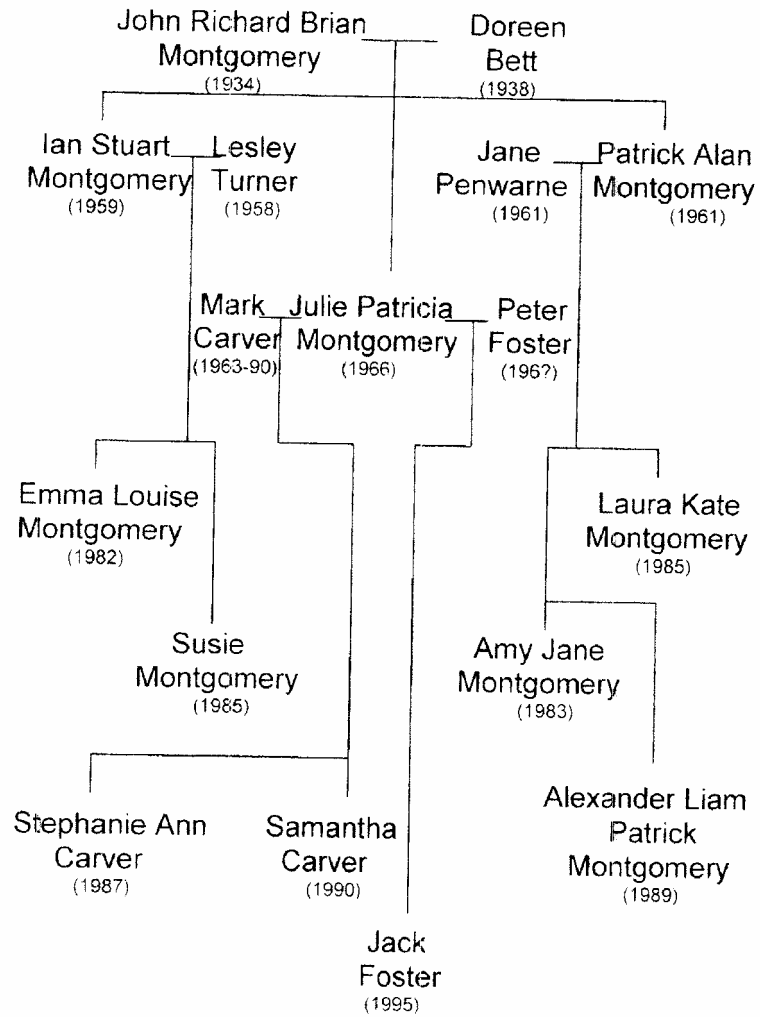 John Richard Brian
Montgomery
(1934)
Doreen
Bett
(1938)
Ian Stuart
Montgomery
(1959)
Lesley
Turner
(1958)
Jane
Penwarne
(1961)
Patrick Alan
Montgomery
(1961)
Mark
Carver
(1963-90)
Julie Patricia
Montgomery
(1966)
Peter
Foster
(196?)
Emma Louise
Montgomery
(1982)
Laura Kate
Montgomery
(1985)
Susie
Montgomery
(1985)
Amy Jane
Montgomery
(1983)
Stephanie Ann
Carver
(1987)
Samantha
Carver
(1990)
Alexander Liam
Patrick
Montgomery
(1989)
Jack
Foster
(1995)